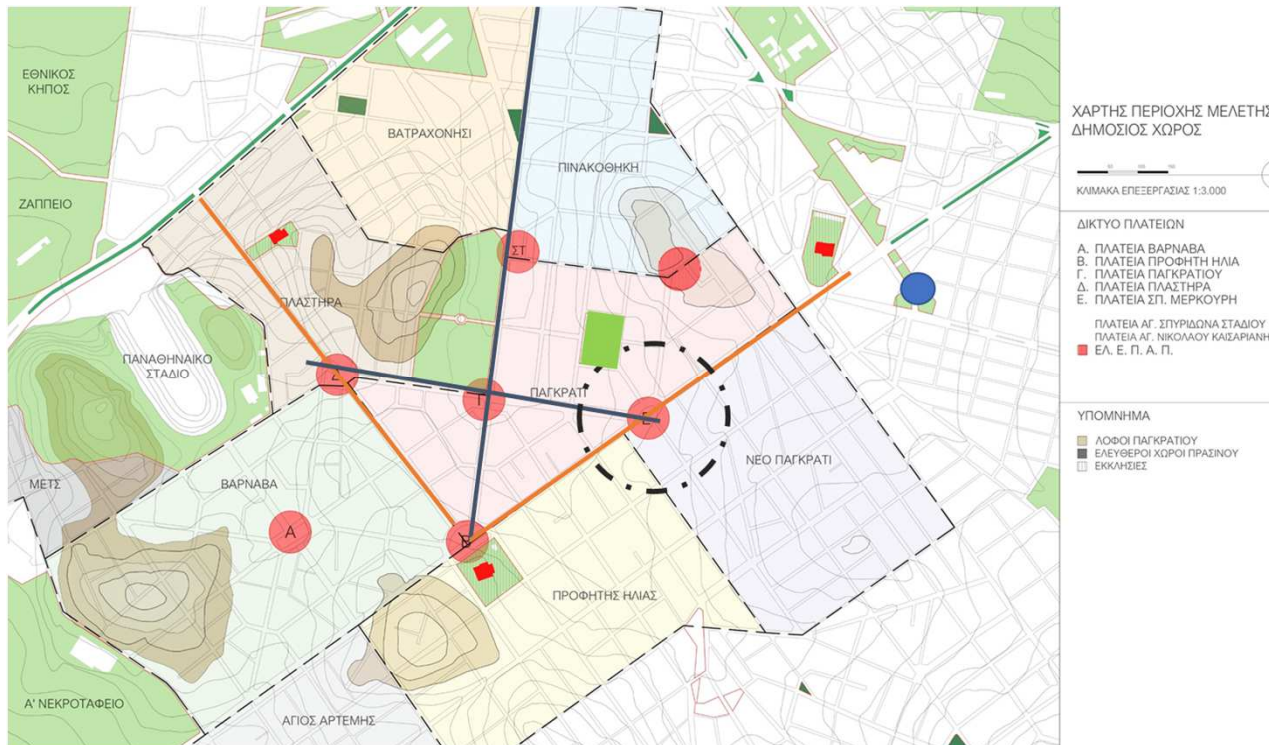 ΕΘΝΙΚΟΣ
ΚΗΠΟΣ
ΒΑΤΡΑΧΟΝΗΣΙ
ΠΙΝΑΚΟΘΗΚΗ
ΖΑΠΠΕΙΟ
ΣΤ
ΠΛΑΣΤΗΡΑ
ΠΑΝΑΘΗΝΑΙΚΟ
ΣΤΑΔΙΟ
Δ
Γ
ΠΑΓΚΡΑΤΙ
Ε
ΝΕΟ ΠΑΓΚΡΑΤΙ
ΜΕΤΣ
ΒΑΡΝΑΒΑ
Α
Β
ΠΡΟΦΗΤΗΣ ΗΛΙΑΣ
Α' ΝΕΚΡΟΤΑΦΕΙΟ
ΑΓΙΟΣ ΑΡΤΕΜΗΣ
ΧΑΡΤΗΣ ΠΕΡΙΟΧΗΣ ΜΕΛΕΤΗΣ
ΔΗΜΟΣΙΟΣ ΧΩΡΟΣ
ΚΛΙΜΑΚΑ ΕΠΕΞΕΡΓΑΣΙΑΣ 1:3.000
ΔΙΚΤΥΟ ΠΛΑΤΕΙΩΝ
Α. ΠΛΑΤΕΙΑ ΒΑΡΝΑΒΑ
Β. ΠΛΑΤΕΙΑ ΠΡΟΦΗΤΗ ΗΛΙΑ
Γ. ΠΛΑΤΕΙΑ ΠΑΓΚΡΑΤΙΟΥ
Δ. ΠΛΑΤΕΙΑ ΠΛΑΣΤΗΡΑ
Ε. ΠΛΑΤΕΙΑ ΣΠ. ΜΕΡΚΟΥΡΗ
ΠΛΑΤΕΙΑ ΑΓ. ΣΠΥΡΙΔΩΝΑ ΣΤΑΔΙΟΥ
ΠΛΑΤΕΙΑ ΑΓ. ΝΙΚΟΛΑΟΥ ΚΑΙΣΑΡΙΑΝΗ
ΕΛ. Ε. Π. Α. Π.
ΥΠΟΜΝΗΜΑ
ΛΟΦΟΙ ΠΑΓΚΡΑΤΙΟΥ
ΕΛΕΥΘΕΡΟΙ ΧΩΡΟΙ ΠΡΑΣΙΝΟΥ
ΕΚΚΛΗΣΙΕΣ